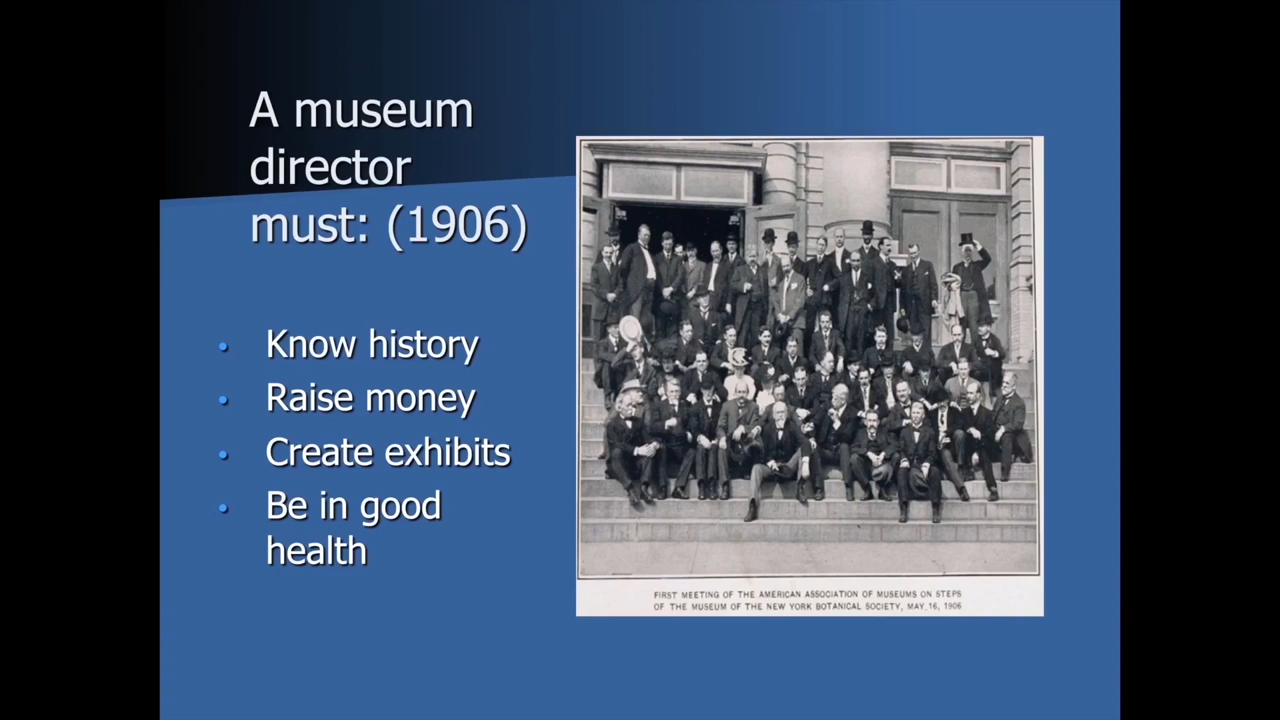 A museum
director
must: (1906)
• Know history
• Raise money
• Create exhibits
• Be in good
health
FIRST MEETING OF THE AMERICAN ASSOCIATION OF MUSEUMS ON STEPS
OF THE MUSEUM OF THE NEW YORK BOTANICAL SOCIETY, MAY 16, 1906